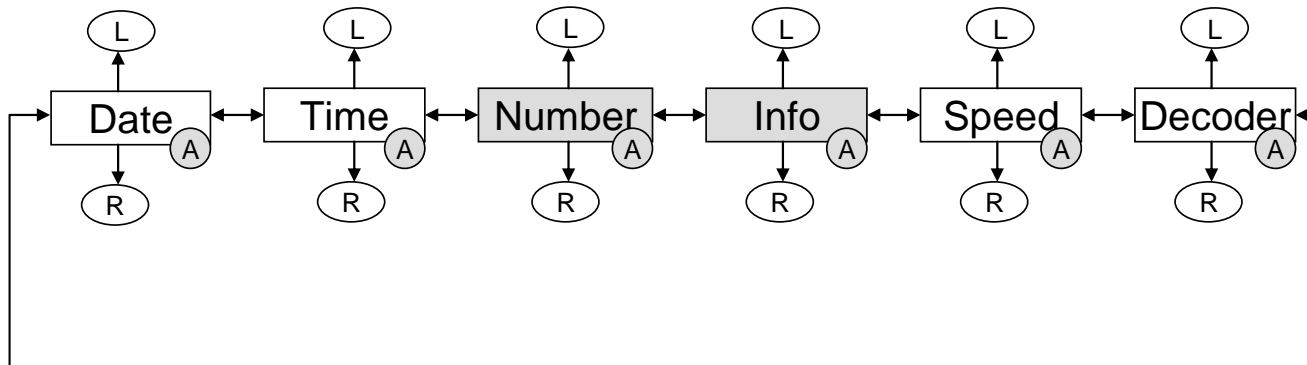 L L L L L L
Date Time Number Info Speed Decoder
A A A A A A
R R R R R R